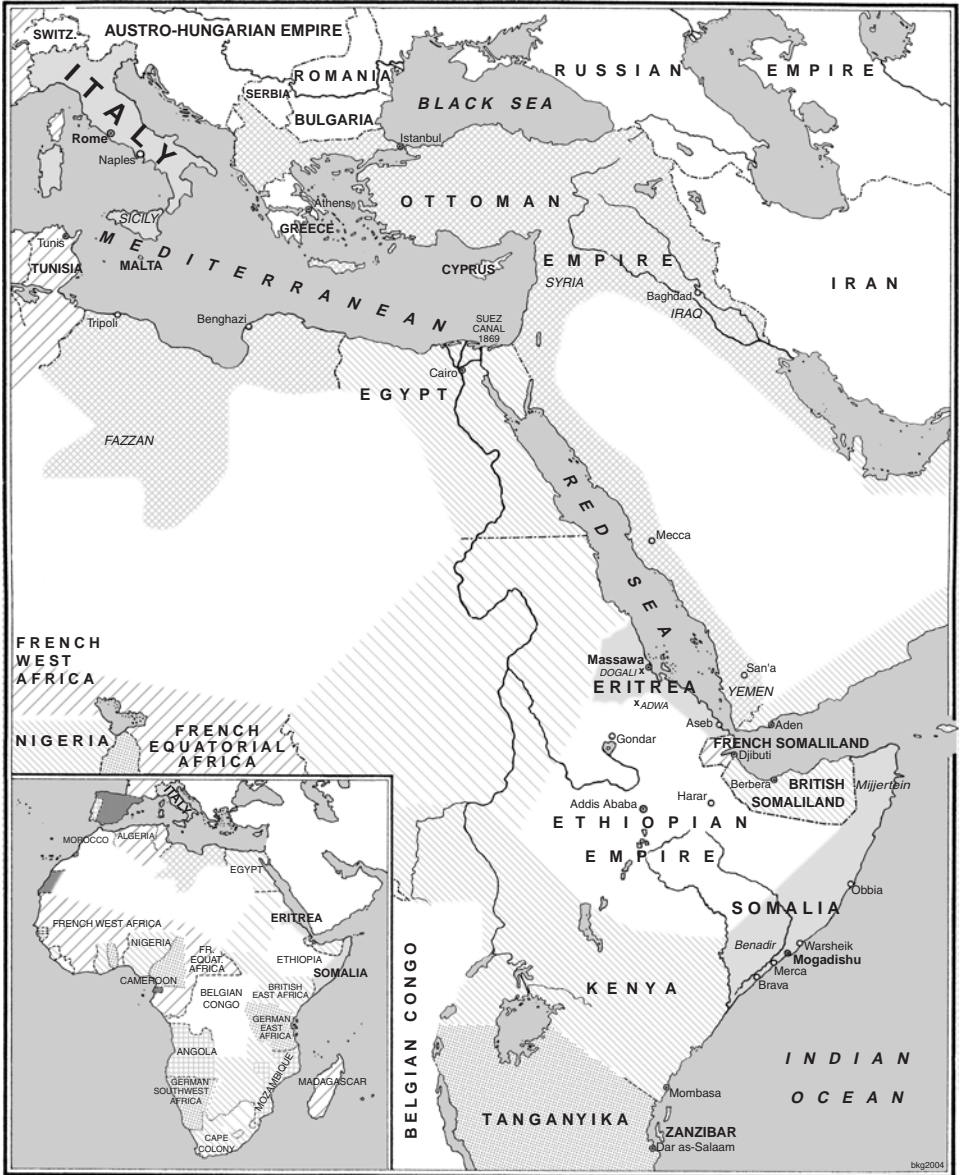 SWITZ.
AUSTRO-HUNGARIAN EMPIRE
ITALY
ROMANIA
SERBIA
BULGARIA
BLACK SEA
RUSSIAN EMPIRE
Rome
Naples
Istanbul
OTTOMAN
EMPIRE
Athens
GREECE
SICILY
Tunis
TUNISIA
MALTA
MEDITERRANEAN
CYPRUS
SYRIA
Baghdad
IRAQ
IRAN
Tripoli
Benghazi
SUEZ
CANAL
1869
Cairo
EGYPT
FAZZAN
RED SEA
Mecca
FRENCH
WEST
AFRICA
Massawa
DOGALI x
ERITREA
x ADWA
San'a
YEMEN
Aseb
Aden
NIGERIA
FRENCH
EQUATORIAL
AFRICA
Gondar
FRENCH SOMALILAND
Djibuti
Berbera
BRITISH
SOMALILAND
Mijjertein
Addis Ababa
Harar
ETHIOPIAN
EMPIRE
Obbia
SOMALIA
Benadir
Warsheik
Mogadishu
Merca
Brava
KENYA
BELGIAN CONGO
INDIAN
OCEAN
Mombasa
TANGANYIKA
ZANZIBAR
Dar as-Salaam
bkg2004
ITALY
MOROCCO
ALGERIA
EGYPT
FRENCH WEST AFRICA
ERITREA
NIGERIA
FR.
EQUAT.
AFRICA
ETHIOPIA
SOMALIA
CAMEROON
BELGIAN
CONGO
BRITISH
EAST AFRICA
GERMAN
EAST
AFRICA
ANGOLA
GERMAN
SOUTHWEST
AFRICA
MOZAMBIQUE
MADAGASCAR
CAPE
COLONY